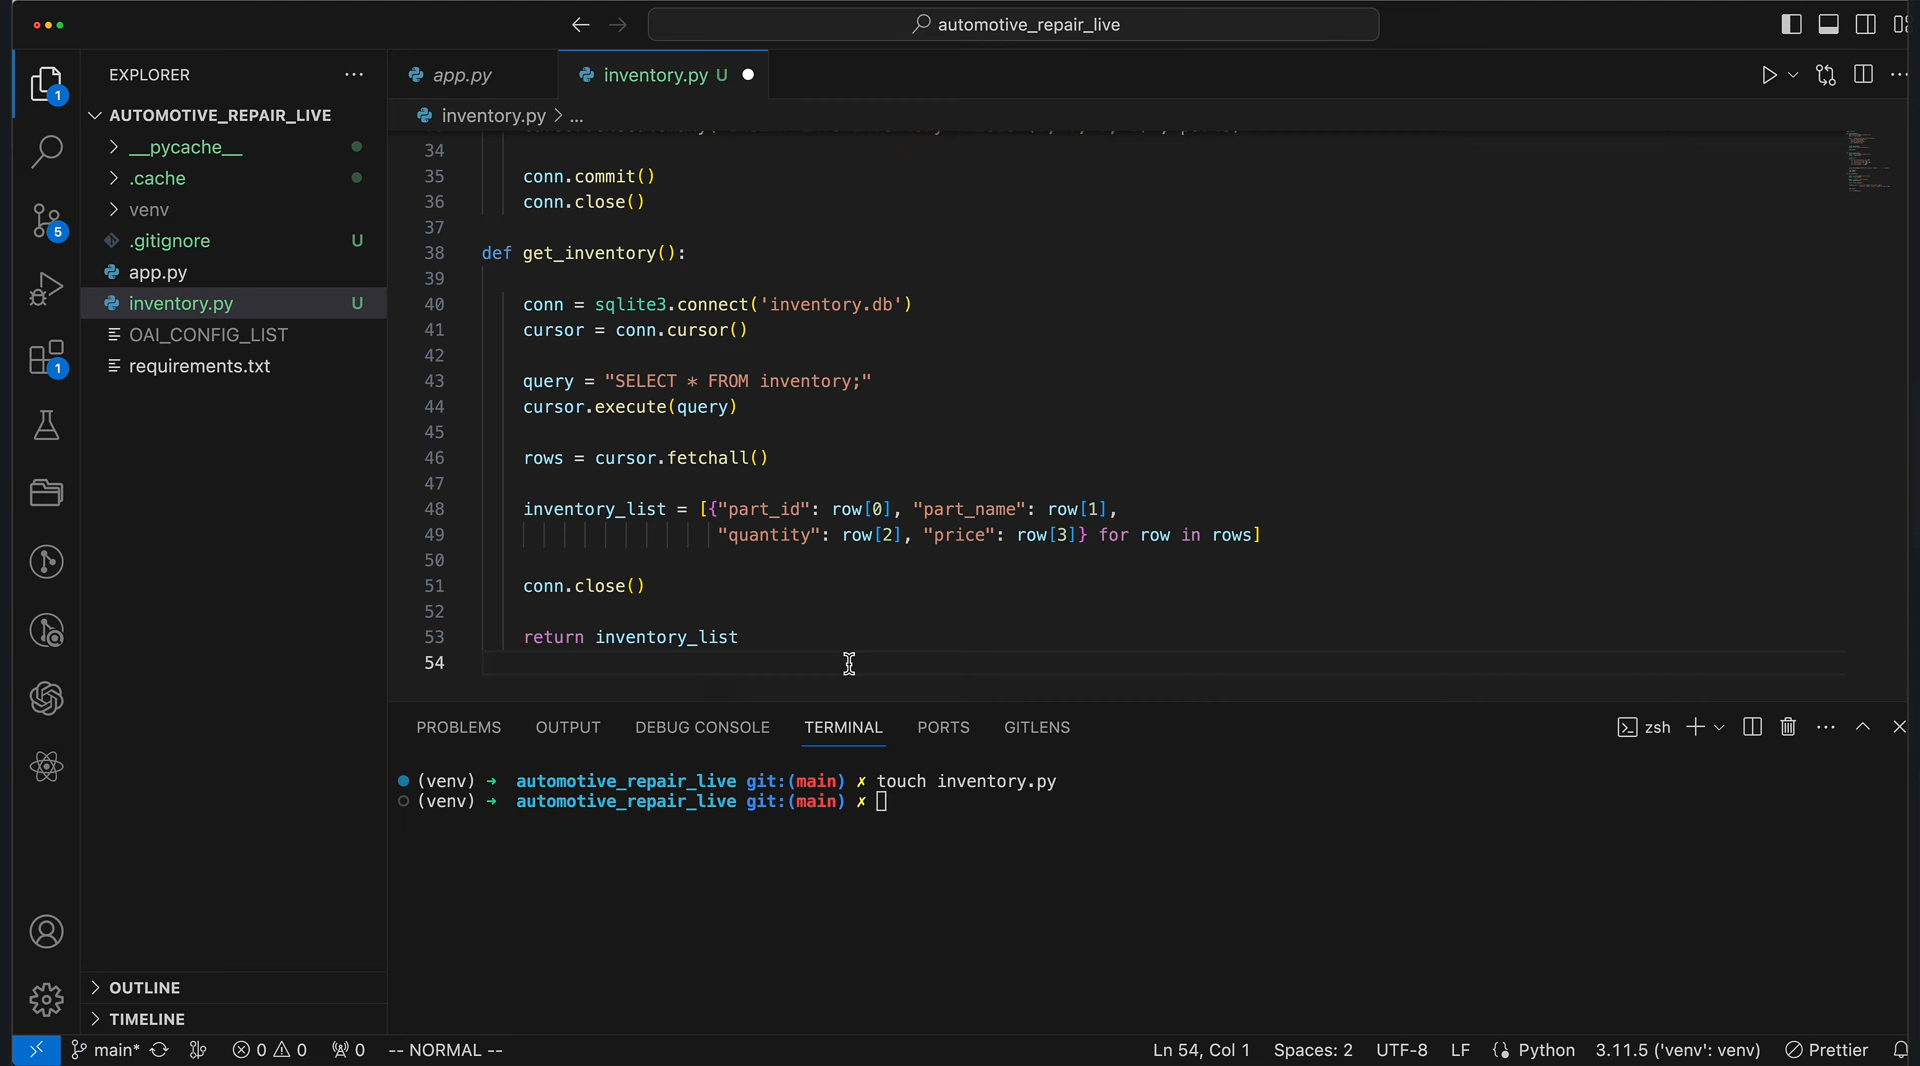 automotive_repair_live
EXPLORER
AUTOMOTIVE_REPAIR_LIVE
__pycache__
.cache
venv
.gitignore U
app.py
inventory.py U
OAI_CONFIG_LIST
requirements.txt
OUTLINE
TIMELINE
1
5
1
app.py
inventory.py U
inventory.py > ...
34
35 conn.commit()
36 conn.close()
37
38 def get_inventory():
39
40 conn = sqlite3.connect('inventory.db')
41 cursor = conn.cursor()
42
43 query = "SELECT * FROM inventory;"
44 cursor.execute(query)
45
46 rows = cursor.fetchall()
47
48 inventory_list = [{"part_id": row[0], "part_name": row[1],
49 "quantity": row[2], "price": row[3]} for row in rows]
50
51 conn.close()
52
53 return inventory_list
54
PROBLEMS OUTPUT DEBUG CONSOLE TERMINAL PORTS GITLENS
zsh
(venv) → automotive_repair_live git:(main) ✗ touch inventory.py
(venv) → automotive_repair_live git:(main) ✗
main* 0 0 0 -- NORMAL -- Ln 54, Col 1 Spaces: 2 UTF-8 LF Python 3.11.5 ('venv': venv) Prettier